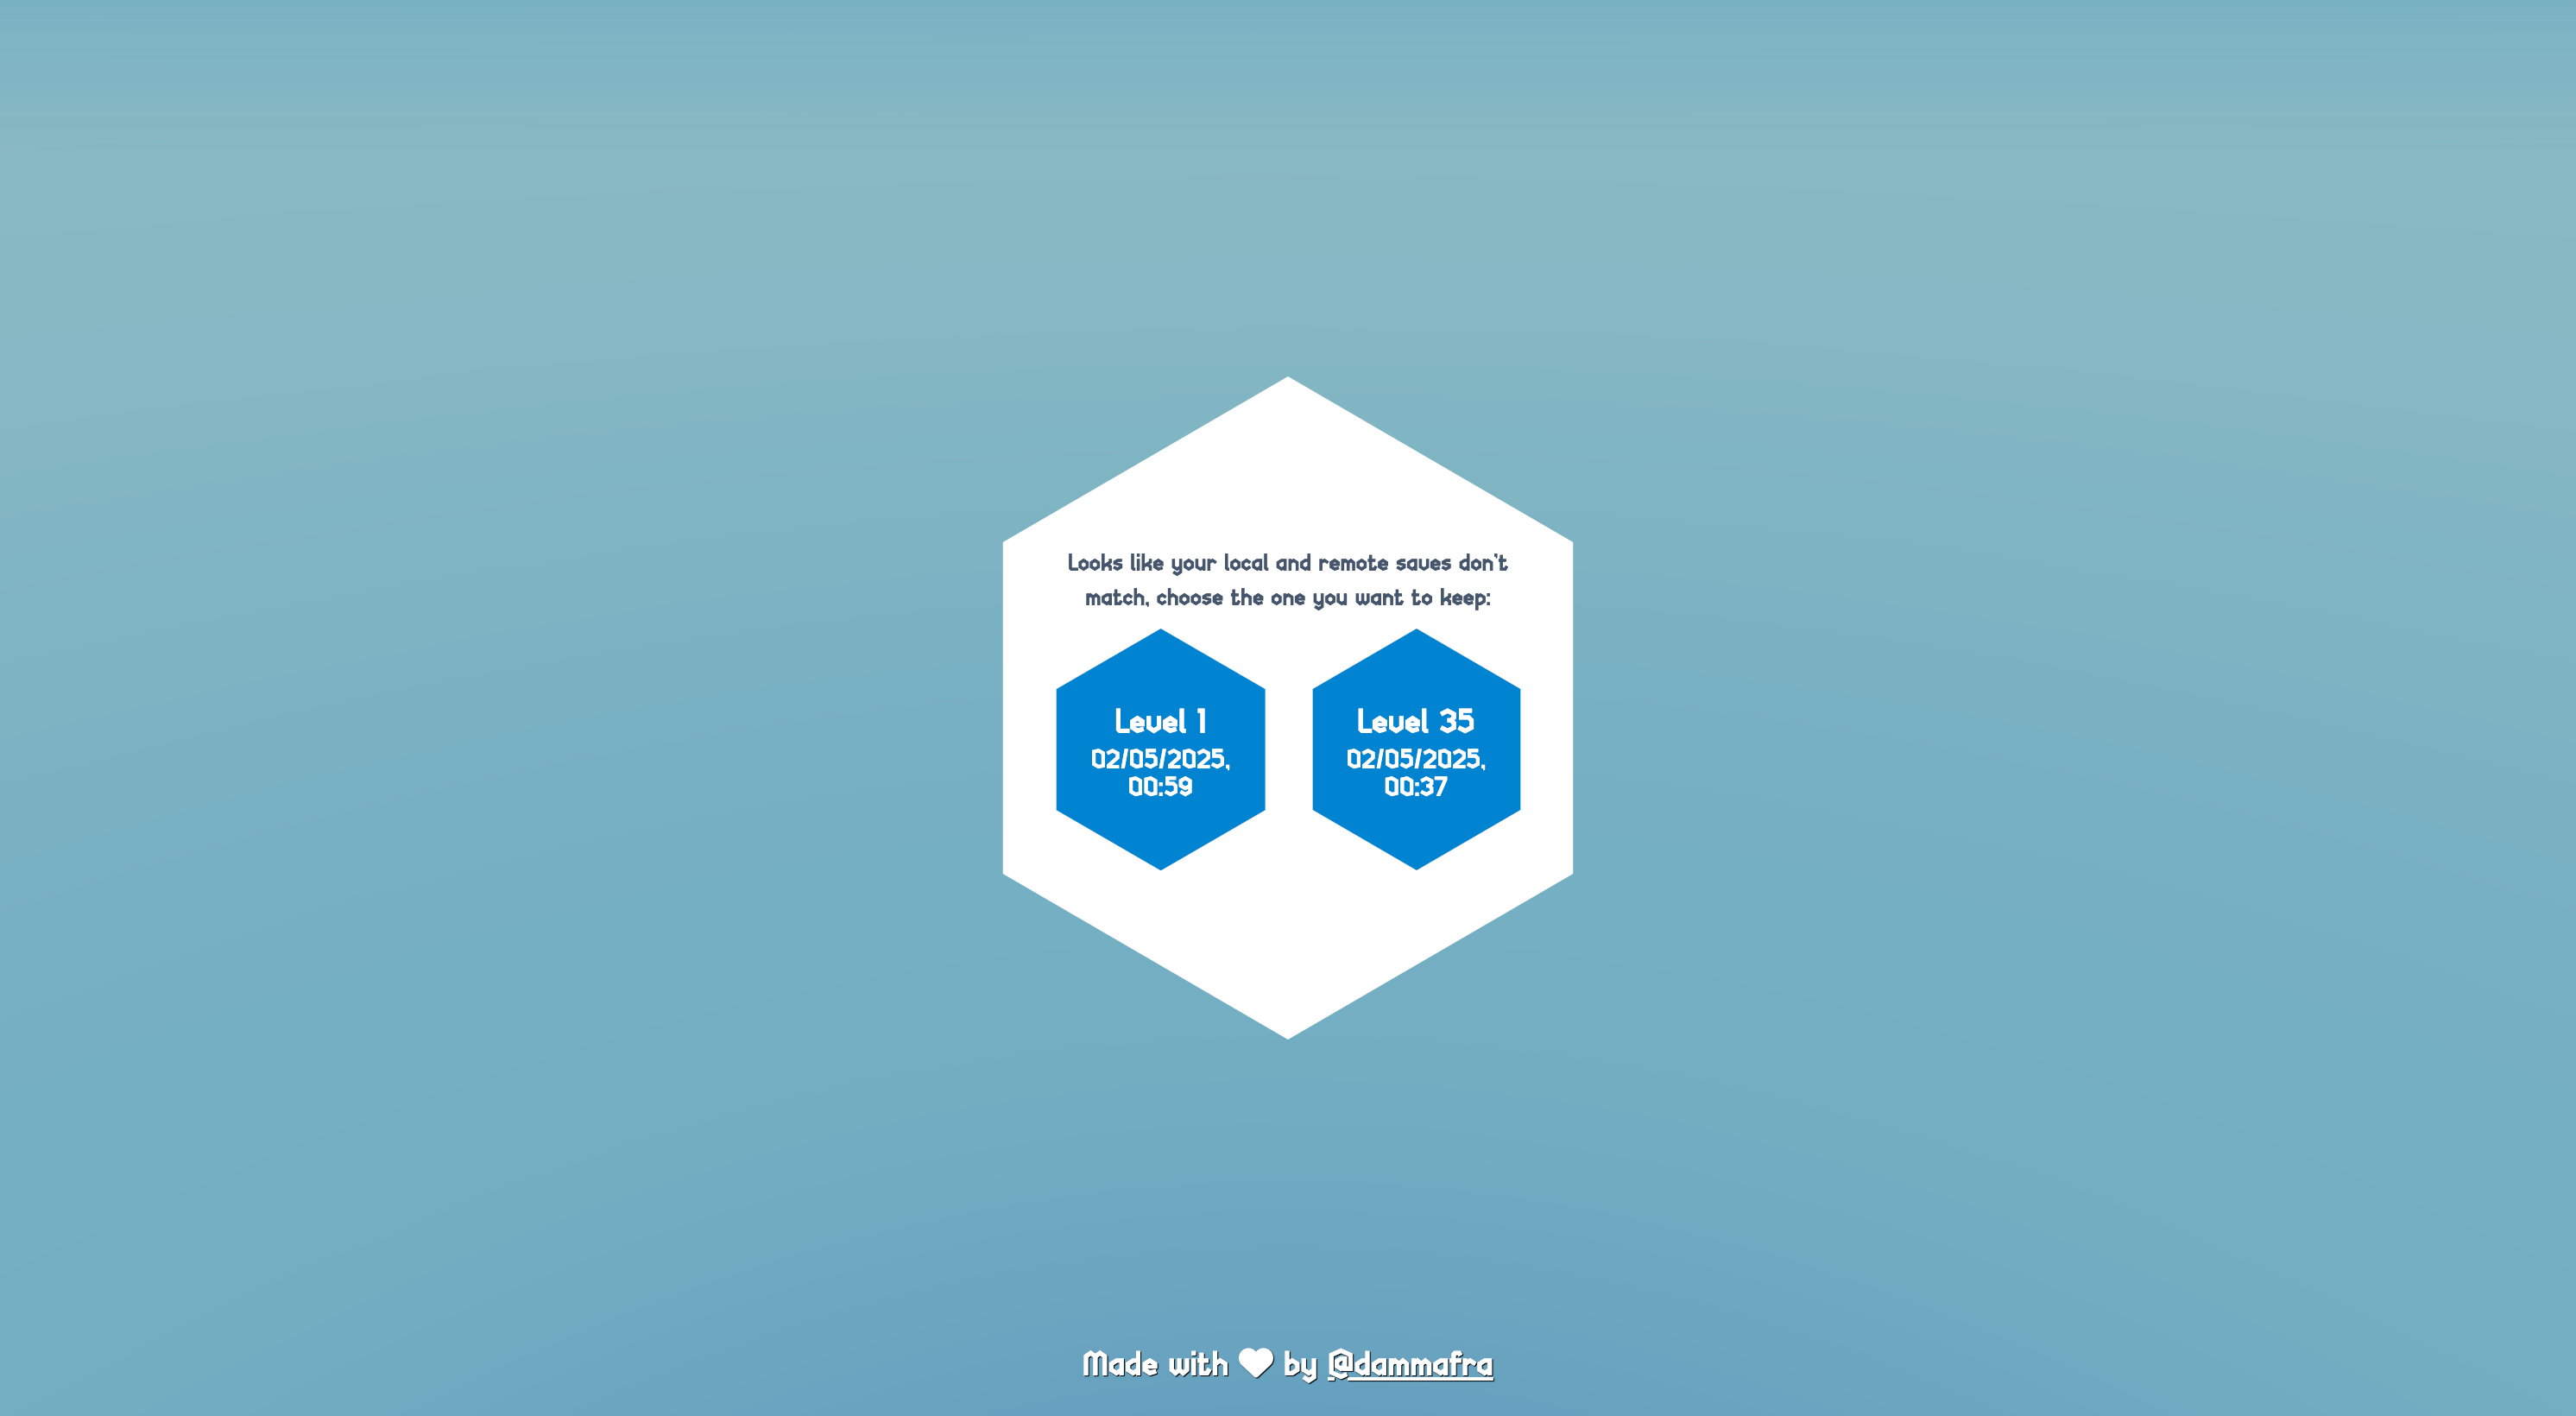 Looks like your local and remote saves don't
match, choose the one you want to keep:
Level 1
02/05/2025,
00:59
Level 35
02/05/2025,
00:37
Made with ♥ by @dammafra